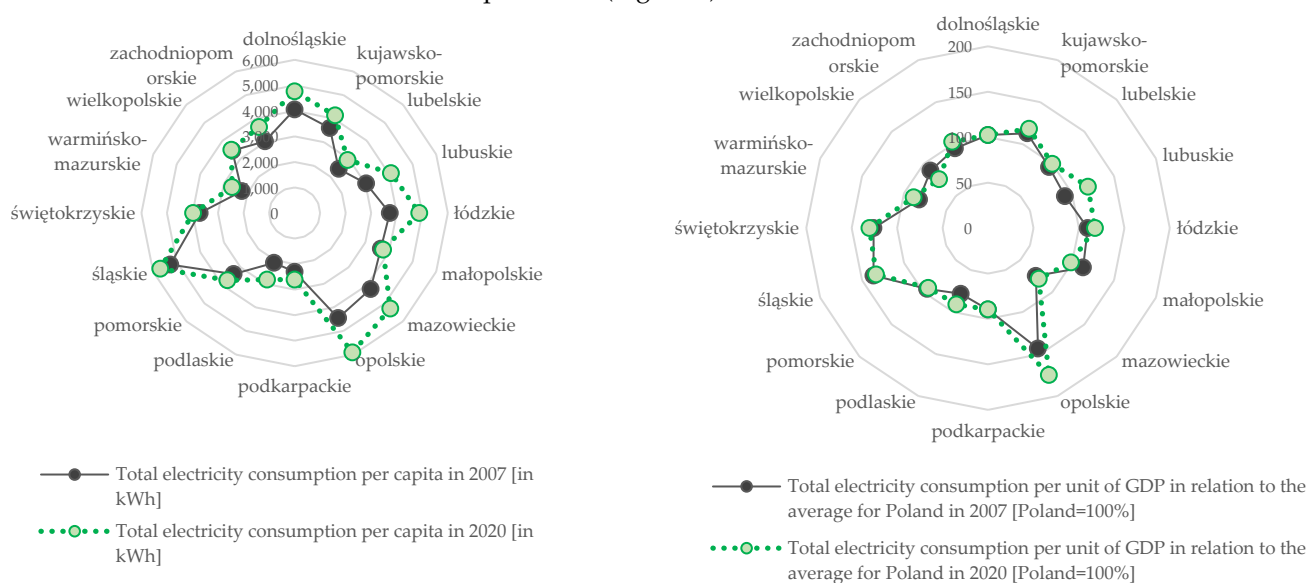 dolnośląskie
kujawsko-
pomorskie
lubelskie
lubuskie
łódzkie
małopolskie
mazowieckie
opolskie
podkarpackie
podlaskie
pomorskie
śląskie
świętokrzyskie
warmińsko-
mazurskie
wielkopolskie
zachodniopom
orskie
6,000
5,000
4,000
3,000
2,000
1,000
0
Total electricity consumption per capita in 2007 [in
kWh]
Total electricity consumption per capita in 2020 [in
kWh]
dolnośląskie
kujawsko-
pomorskie
lubelskie
lubuskie
łódzkie
małopolskie
mazowieckie
opolskie
podkarpackie
podlaskie
pomorskie
śląskie
świętokrzyskie
warmińsko-
mazurskie
wielkopolskie
zachodniopom
orskie
200
150
100
50
0
Total electricity consumption per unit of GDP in relation to the
average for Poland in 2007 [Poland=100%]
Total electricity consumption per unit of GDP in relation to the
average for Poland in 2020 [Poland=100%]